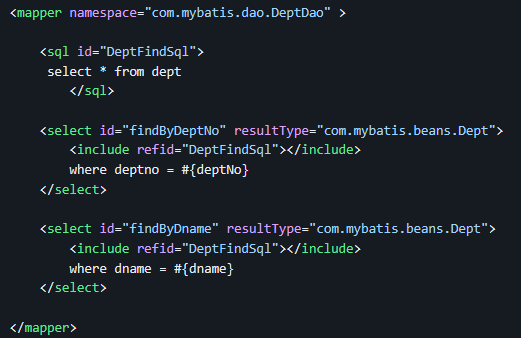 <mapper namespace="com.mybatis.dao.DeptDao" >
<sql id="DeptFindSql">
select * from dept
</sql>
<select id="findByDeptNo" resultType="com.mybatis.beans.Dept">
<include refid="DeptFindSql"></include>
where deptno = #{deptNo}
</select>
<select id="findByDname" resultType="com.mybatis.beans.Dept">
<include refid="DeptFindSql"></include>
where dname = #{dname}
</select>
</mapper>